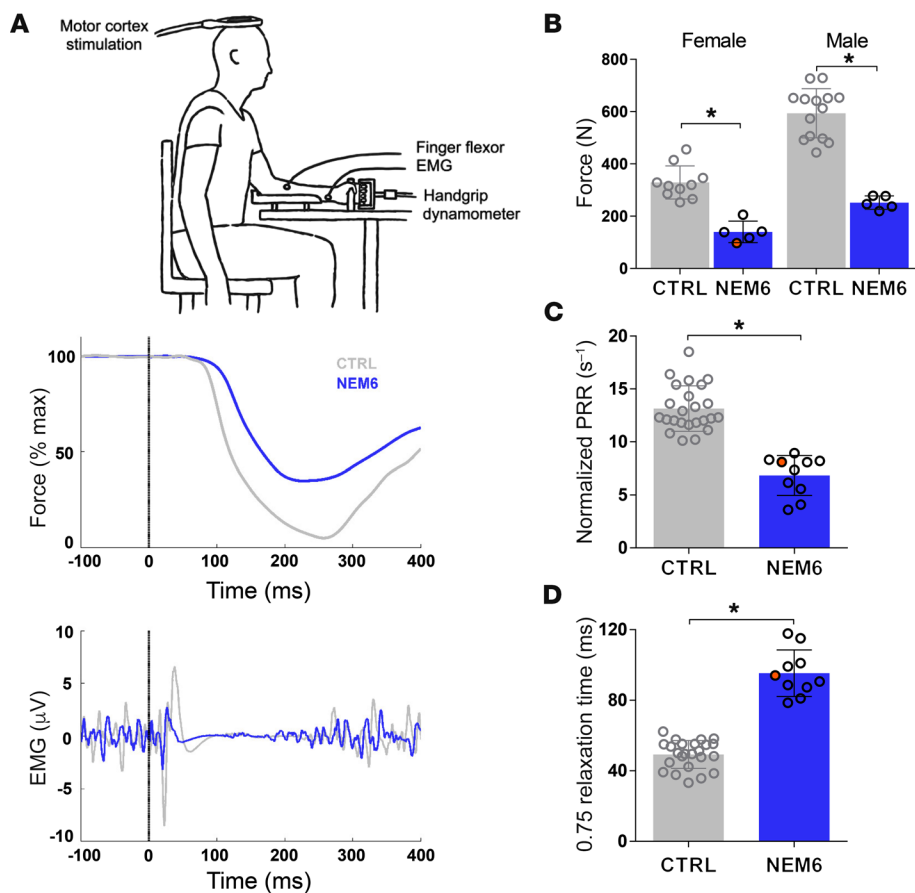 A
Motor cortex
stimulation
Finger flexor
EMG
Handgrip
dynamometer
Force (% max)
100
50
0
CTRL
NEM6
-100 0 100 200 300 400
Time (ms)
EMG (µV)
10
5
0
-5
-10
-100 0 100 200 300 400
Time (ms)
B
Female Male
Force (N)
800
600
400
200
0
* *
CTRL NEM6 CTRL NEM6
C
Normalized PRR (s⁻¹)
20
15
10
5
0
*
CTRL NEM6
D
0.75 relaxation time (ms)
120
80
40
0
*
CTRL NEM6